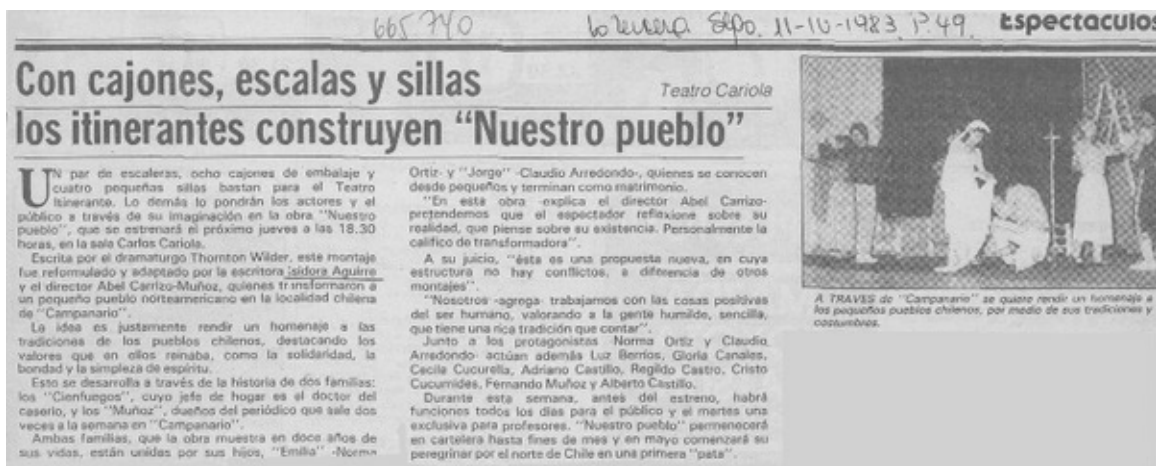 665.740
La Tercera. Stgo. 11-IV-1983, P. 49.
Espectáculos
Con cajones, escalas y sillas
los itinerantes construyen "Nuestro pueblo"
Teatro Cariola
UN par de escaleras, ocho cajones de embalaje y
cuatro pequeñas sillas bastan para el Teatro
Itinerante. Lo demás lo pondrán los actores y el
público a través de su imaginación en la obra "Nuestro
pueblo", que se estrenará el próximo jueves a las 18.30
horas, en la sala Carlos Cariola.
Escrita por el dramaturgo Thornton Wilder, este montaje
fue reformulado y adaptado por la escritora Isidora Aguirre
y el director Abel Carrizo-Muñoz, quienes transformaron a
un pequeño pueblo norteamericano en la localidad chilena
de "Campanario".
La idea es justamente rendir un homenaje a las
tradiciones de los pueblos chilenos, destacando los
valores que en ellos reinaba, como la solidaridad, la
bondad y la simpleza de espíritu.
Esto se desarrolla a través de la historia de dos familias:
los "Cienfuegos", cuyo jefe de hogar es el doctor del
caserío, y los "Muñoz", dueños del periódico que sale dos
veces a la semana en "Campanario".
Ambas familias, que la obra muestra en doce años de
sus vidas, están unidas por sus hijos, "Emilia" -Norma
Ortiz- y "Jorge" -Claudio Arredondo-, quienes se conocen
desde pequeños y terminan como matrimonio.
"En esta obra -explica el director Abel Carrizo-
pretendemos que el espectador reflexione sobre su
realidad, que piense sobre su existencia. Personalmente la
califico de transformadora".
A su juicio, "ésta es una propuesta nueva, en cuya
estructura no hay conflictos, a diferencia de otros
montajes".
"Nosotros -agrega- trabajamos con las cosas positivas
del ser humano, valorando a la gente humilde, sencilla,
que tiene una rica tradición que contar".
Junto a los protagonistas -Norma Ortiz y Claudio
Arredondo- actúan además Luz Berrios, Gloria Canales,
Cecilia Cucurella, Adriano Castillo, Regildo Castro, Cristo
Cucumides, Fernando Muñoz y Alberto Castillo.
Durante esta semana, antes del estreno, habrá
funciones todos los días para el público y el martes una
exclusiva para profesores. "Nuestro pueblo" permenecerá
en cartelera hasta fines de mes y en mayo comenzará su
peregrinar por el norte de Chile en una primera "pata".
A TRAVES de "Campanario" se quiere rendir un homenaje a
los pequeños pueblos chilenos, por medio de sus tradiciones y
costumbres.